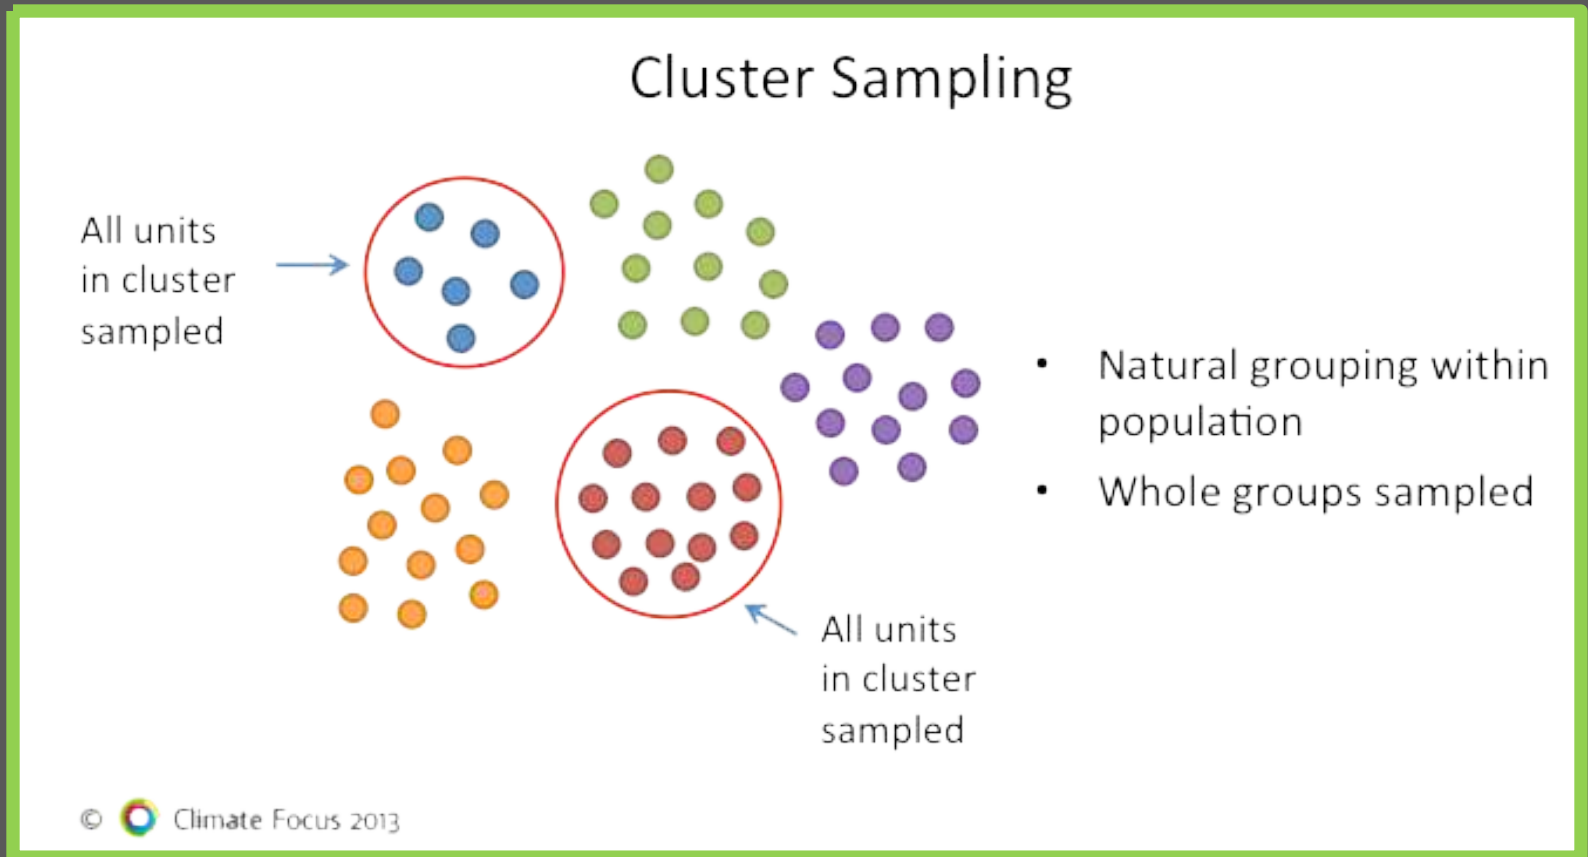 Cluster Sampling
All units
in cluster
sampled
• Natural grouping within
population
• Whole groups sampled
All units
in cluster
sampled
© Climate Focus 2013